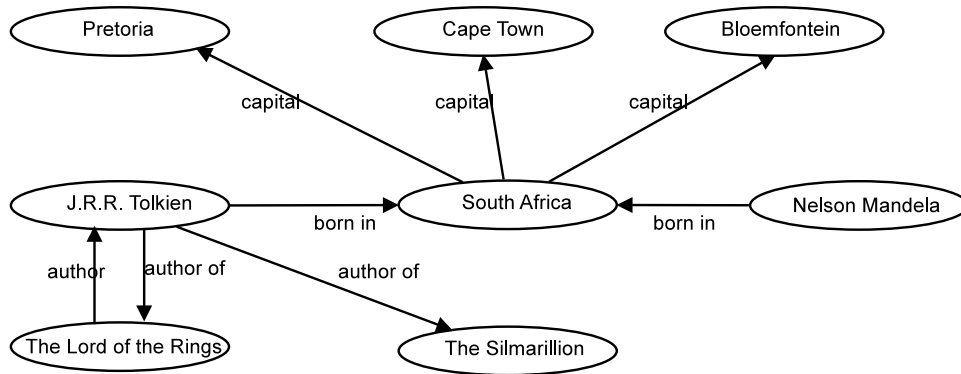 Pretoria
Cape Town
Bloemfontein
capital
capital
capital
J.R.R. Tolkien
South Africa
Nelson Mandela
born in
born in
author
author of
author of
The Lord of the Rings
The Silmarillion